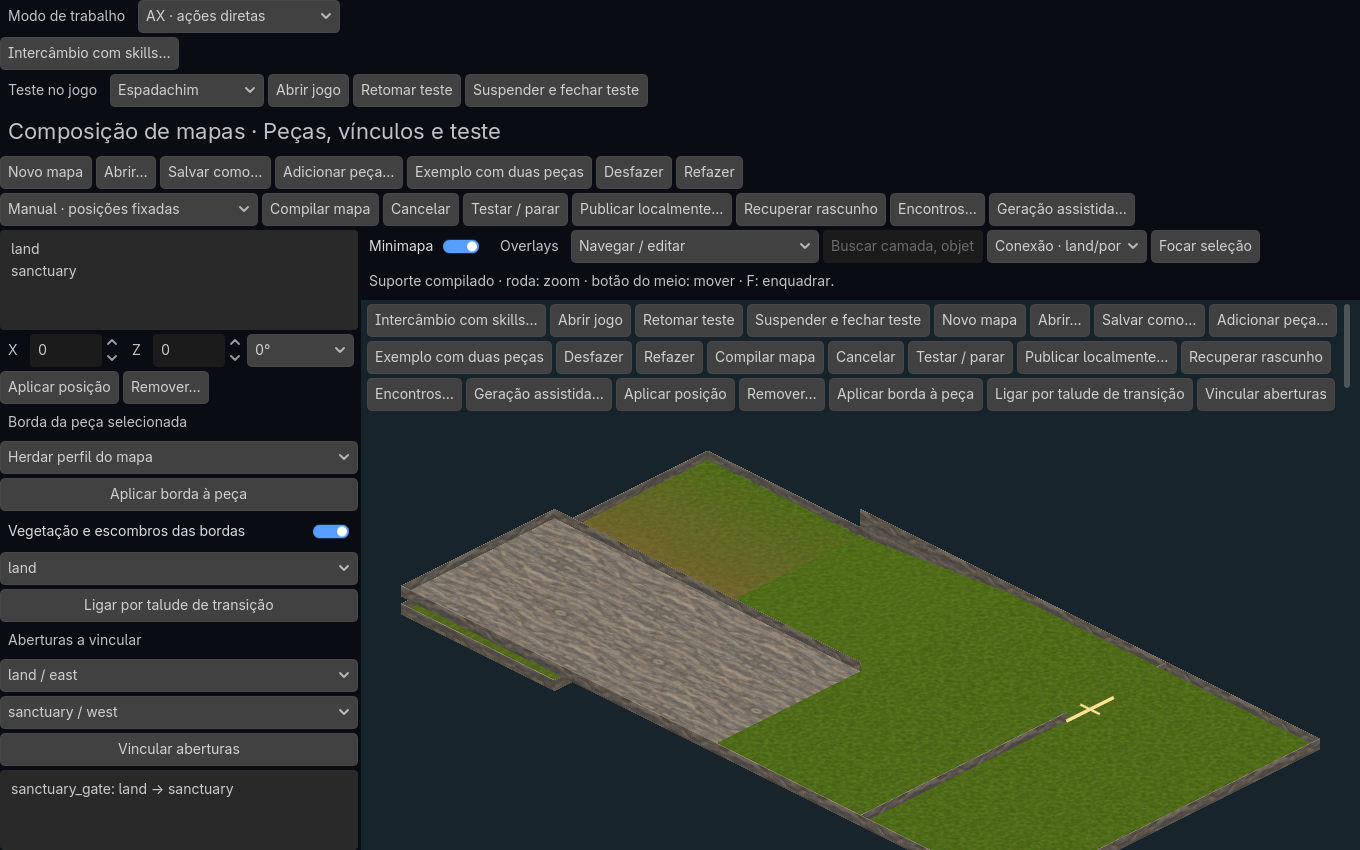 Modo de trabalho AX · ações diretas
Intercâmbio com skills...
Teste no jogo Espadachim Abrir jogo Retomar teste Suspender e fechar teste
Composição de mapas · Peças, vínculos e teste
Novo mapa Abrir... Salvar como... Adicionar peça... Exemplo com duas peças Desfazer Refazer
Manual · posições fixadas Compilar mapa Cancelar Testar / parar Publicar localmente... Recuperar rascunho Encontros... Geração assistida...
land
sanctuary
X 0 Z 0 0°
Aplicar posição Remover...
Borda da peça selecionada
Herdar perfil do mapa
Aplicar borda à peça
Vegetação e escombros das bordas
land
Ligar por talude de transição
Aberturas a vincular
land / east
sanctuary / west
Vincular aberturas
sanctuary_gate: land → sanctuary
Minimapa Overlays Navegar / editar Buscar camada, objet Conexão · land/por Focar seleção
Suporte compilado · roda: zoom · botão do meio: mover · F: enquadrar.
Intercâmbio com skills... Abrir jogo Retomar teste Suspender e fechar teste Novo mapa Abrir... Salvar como... Adicionar peça...
Exemplo com duas peças Desfazer Refazer Compilar mapa Cancelar Testar / parar Publicar localmente... Recuperar rascunho
Encontros... Geração assistida... Aplicar posição Remover... Aplicar borda à peça Ligar por talude de transição Vincular aberturas